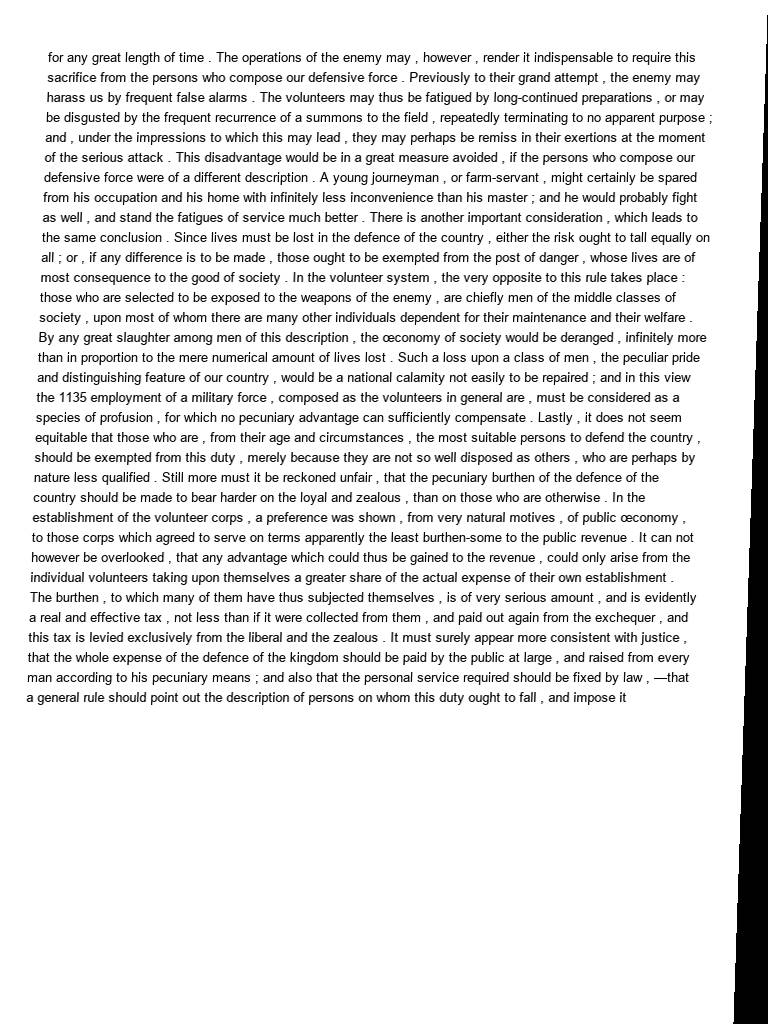 for any great length of time . The operations of the enemy may , however , render it indispensable to require this
sacrifice from the persons who compose our defensive force . Previously to their grand attempt , the enemy may
harass us by frequent false alarms . The volunteers may thus be fatigued by long-continued preparations , or may
be disgusted by the frequent recurrence of a summons to the field , repeatedly terminating to no apparent purpose ;
and , under the impressions to which this may lead , they may perhaps be remiss in their exertions at the moment
of the serious attack . This disadvantage would be in a great measure avoided , if the persons who compose our
defensive force were of a different description . A young journeyman , or farm-servant , might certainly be spared
from his occupation and his home with infinitely less inconvenience than his master ; and he would probably fight
as well , and stand the fatigues of service much better . There is another important consideration , which leads to
the same conclusion . Since lives must be lost in the defence of the country , either the risk ought to tall equally on
all ; or , if any difference is to be made , those ought to be exempted from the post of danger , whose lives are of
most consequence to the good of society . In the volunteer system , the very opposite to this rule takes place :
those who are selected to be exposed to the weapons of the enemy , are chiefly men of the middle classes of
society , upon most of whom there are many other individuals dependent for their maintenance and their welfare .
By any great slaughter among men of this description , the œconomy of society would be deranged , infinitely more
than in proportion to the mere numerical amount of lives lost . Such a loss upon a class of men , the peculiar pride
and distinguishing feature of our country , would be a national calamity not easily to be repaired ; and in this view
the 1135 employment of a military force , composed as the volunteers in general are , must be considered as a
species of profusion , for which no pecuniary advantage can sufficiently compensate . Lastly , it does not seem
equitable that those who are , from their age and circumstances , the most suitable persons to defend the country ,
should be exempted from this duty , merely because they are not so well disposed as others , who are perhaps by
nature less qualified . Still more must it be reckoned unfair , that the pecuniary burthen of the defence of the
country should be made to bear harder on the loyal and zealous , than on those who are otherwise . In the
establishment of the volunteer corps , a preference was shown , from very natural motives , of public œconomy ,
to those corps which agreed to serve on terms apparently the least burthen-some to the public revenue . It can not
however be overlooked , that any advantage which could thus be gained to the revenue , could only arise from the
individual volunteers taking upon themselves a greater share of the actual expense of their own establishment .
The burthen , to which many of them have thus subjected themselves , is of very serious amount , and is evidently
a real and effective tax , not less than if it were collected from them , and paid out again from the exchequer , and
this tax is levied exclusively from the liberal and the zealous . It must surely appear more consistent with justice ,
that the whole expense of the defence of the kingdom should be paid by the public at large , and raised from every
man according to his pecuniary means ; and also that the personal service required should be fixed by law , —that
a general rule should point out the description of persons on whom this duty ought to fall , and impose it